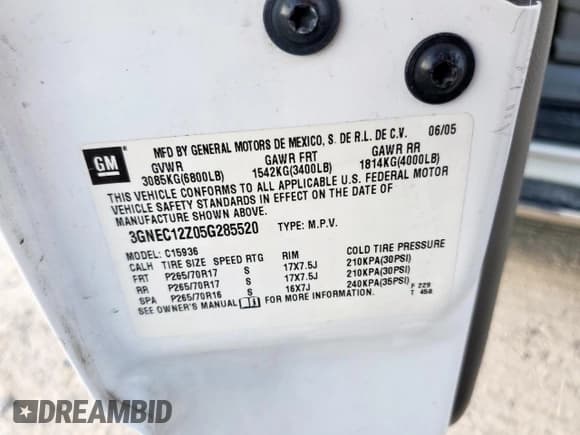 GM
MFD BY GENERAL MOTORS DE MEXICO, S. DE R.L. DE C.V. 06/05
GVWR GAWR FRT GAWR RR
3085KG(6800LB) 1542KG(3400LB) 1814KG(4000LB)
THIS VEHICLE CONFORMS TO ALL APPLICABLE U.S. FEDERAL MOTOR
VEHICLE SAFETY STANDARDS IN EFFECT ON THE DATE OF
MANUFACTURE SHOWN ABOVE.
3GNEC12Z05G285520 TYPE: M.P.V.
MODEL: C15936
CALH TIRE SIZE SPEED RTG RIM COLD TIRE PRESSURE
FRT P265/70R17 S 17X7.5J 210KPA(30PSI)
RR P265/70R17 S 17X7.5J 210KPA(30PSI)
SPA P265/70R16 S 16X7J 240KPA(35PSI) F 229
SEE OWNER'S MANUAL FOR MORE INFORMATION. T 458
DREAMBID